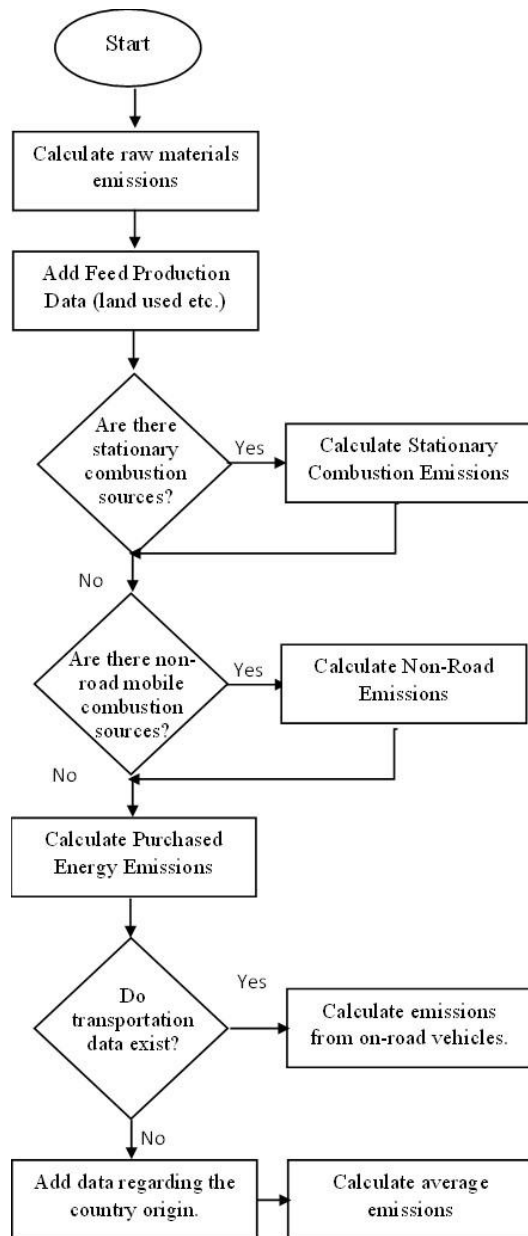 Start
Calculate raw materials
emissions
Add Feed Production
Data (land used etc.)
Are there
stationary
combustion
sources?
Yes
Calculate Stationary
Combustion Emissions
No
Are there non-
road mobile
combustion
sources?
Yes
Calculate Non-Road
Emissions
No
Calculate Purchased
Energy Emissions
Do
transportation
data exist?
Yes
Calculate emissions
from on-road vehicles.
No
Add data regarding the
country origin.
Calculate average
emissions